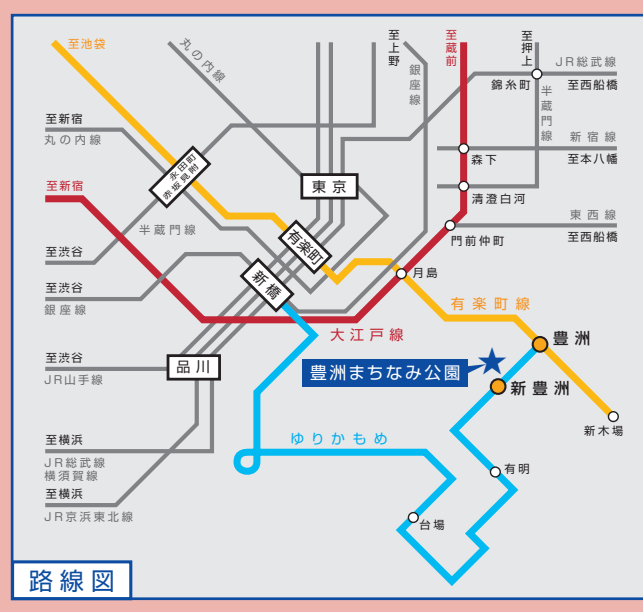 至池袋
丸の内線
至上野
銀座線
至蔵前
至押上
半蔵門線
JR総武線
錦糸町
至西船橋
至新宿
丸の内線
永田町
赤坂見附
新宿線
森下
至本八幡
至新宿
東京
清澄白河
半蔵門線
東西線
門前仲町
至西船橋
有楽町
至渋谷
新橋
月島
至渋谷
銀座線
有楽町線
大江戸線
豊洲
至渋谷
JR山手線
品川
豊洲まちなみ公園
新豊洲
新木場
至横浜
JR総武線
横須賀線
ゆりかもめ
有明
至横浜
JR京浜東北線
台場
路線図